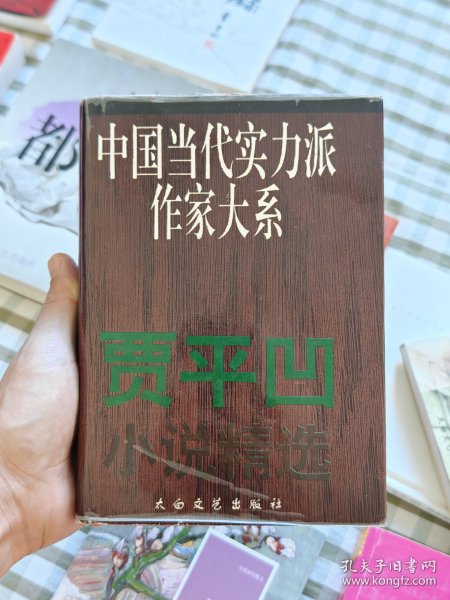 中国当代实力派
作家大系
贾平凹
小说精选
太白文艺出版社
都
孔夫子旧书网
www.kongfz.com